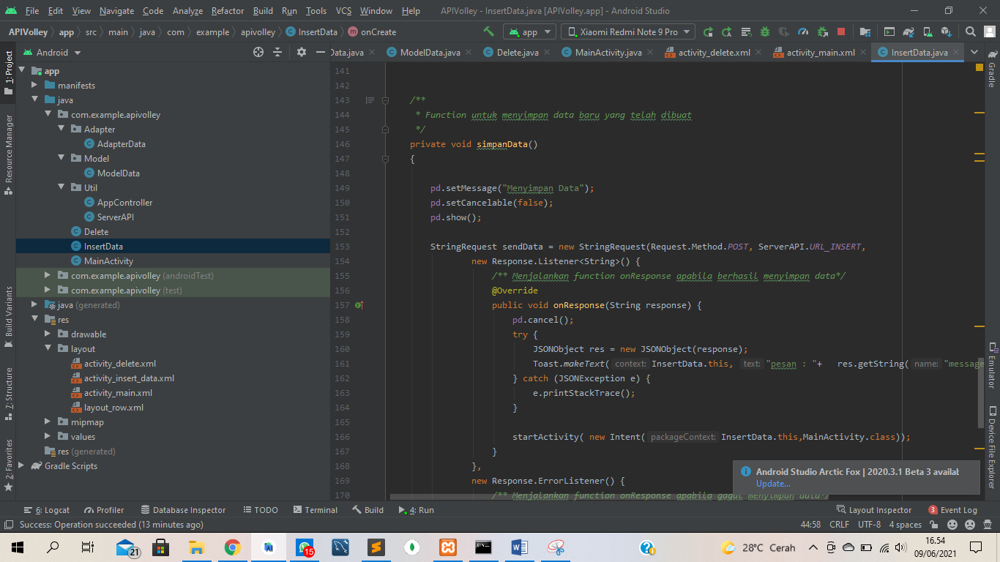 File Edit View Navigate Code Analyze Refactor Build Run Tools VCS Window Help APIVolley - InsertData.java [APIVolley.app] - Android Studio
APIVolley app src main java com example apivolley InsertData onCreate app Xiaomi Redmi Note 9 Pro
Android Data.java ModelData.java Delete.java MainActivity.java activity_delete.xml activity_main.xml InsertData.java
1: Project
Resource Manager
Build Variants
7: Structure
2: Favorites
app
manifests
java
com.example.apivolley
Adapter
AdapterData
Model
ModelData
Util
AppController
ServerAPI
Delete
InsertData
MainActivity
com.example.apivolley (androidTest)
com.example.apivolley (test)
java (generated)
res
drawable
layout
activity_delete.xml
activity_insert_data.xml
activity_main.xml
layout_row.xml
mipmap
values
res (generated)
Gradle Scripts
141
142
143 /**
144 * Function untuk menyimpan data baru yang telah dibuat
145 */
146 private void simpanData()
147 {
148
149 pd.setMessage("Menyimpan Data");
150 pd.setCancelable(false);
151 pd.show();
152
153 StringRequest sendData = new StringRequest(Request.Method.POST, ServerAPI.URL_INSERT,
154 new Response.Listener<String>() {
155 /** Menjalankan function onResponse apabila berhasil menyimpan data*/
156 @Override
157 public void onResponse(String response) {
158 pd.cancel();
159 try {
160 JSONObject res = new JSONObject(response);
161 Toast.makeText( context: InsertData.this, text: "pesan : "+ res.getString( name: "message
162 } catch (JSONException e) {
163 e.printStackTrace();
164 }
165
166 startActivity( new Intent( packageContext: InsertData.this,MainActivity.class));
167 }
168 },
169 new Response.ErrorListener() {
170 /** Menjalankan function onResponse apabila gagal menyimpan data*/
Gradle
Emulator
Device File Explorer
Android Studio Arctic Fox | 2020.3.1 Beta 3 availal
Update...
6: Logcat Profiler Database Inspector TODO Terminal Build 4: Run Layout Inspector 3 Event Log
Success: Operation succeeded (13 minutes ago) 44:58 CRLF UTF-8 4 spaces
21 15 28°C Cerah 16.54
09/06/2021